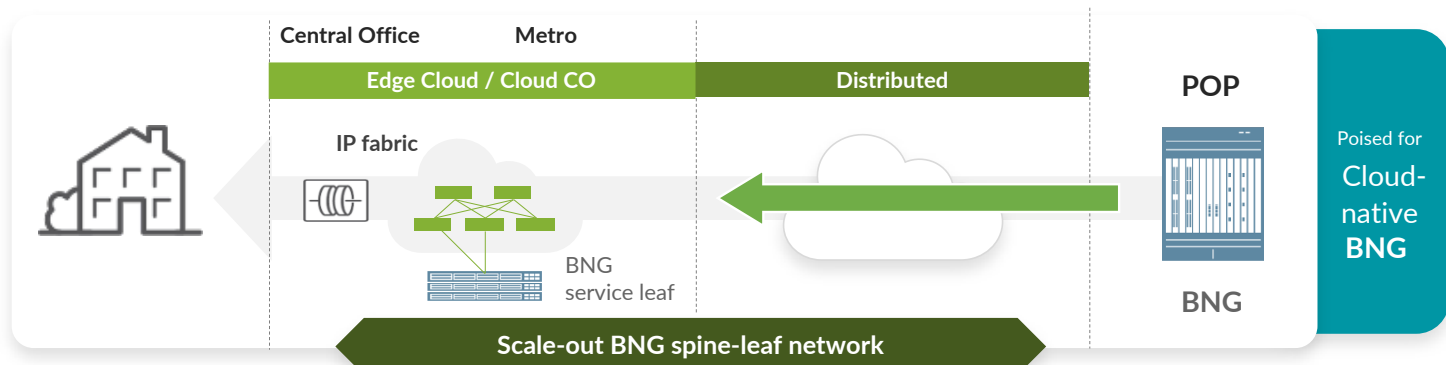 Central Office
Metro
Edge Cloud / Cloud CO
Distributed
POP
IP fabric
Poised for
Cloud-
native
BNG
BNG
service leaf
BNG
Scale-out BNG spine-leaf network